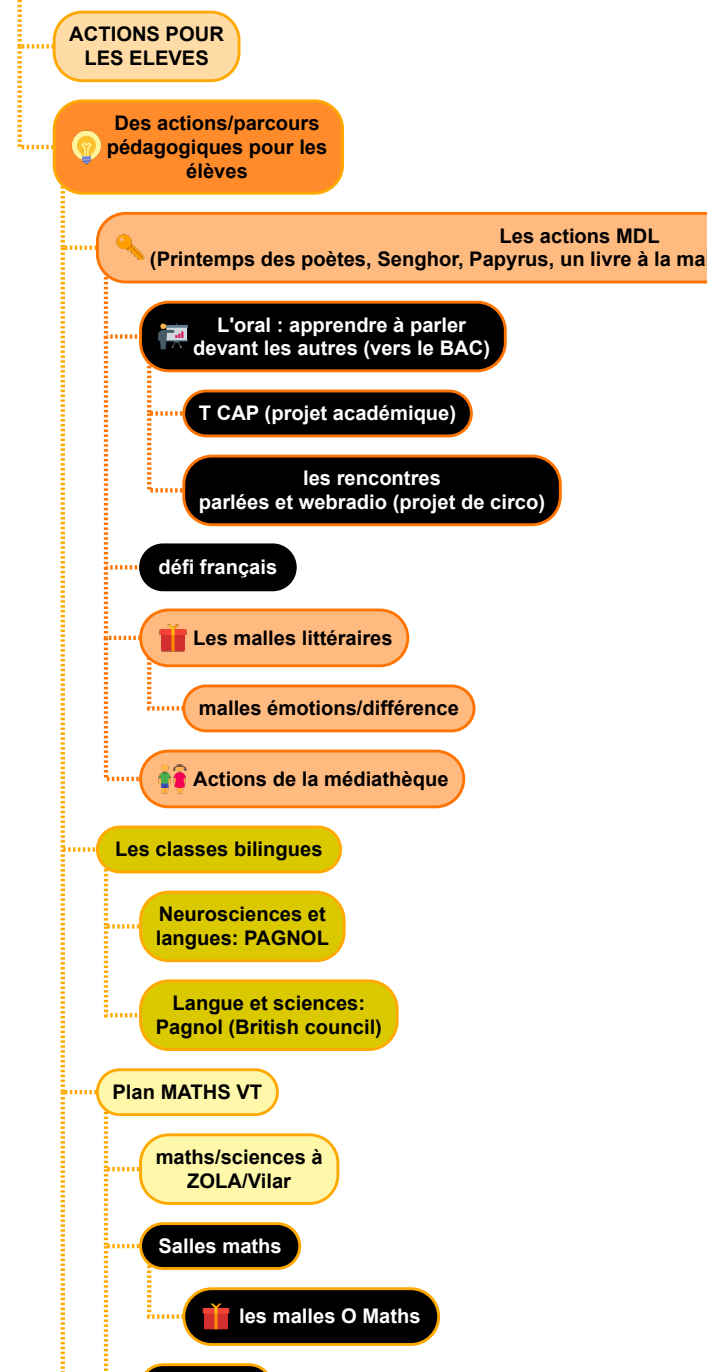 ACTIONS POUR
LES ELEVES
Des actions/parcours
pédagogiques pour les
élèves
Les actions MDL
(Printemps des poètes, Senghor, Papyrus, un livre à la
L'oral : apprendre à parler
devant les autres (vers le BAC)
T CAP (projet académique)
les rencontres
parlées et webradio (projet de circo)
défi français
Les malles littéraires
malles émotions/différence
Actions de la médiathèque
Les classes bilingues
Neurosciences et
langues: PAGNOL
Langue et sciences:
Pagnol (British council)
Plan MATHS VT
maths/sciences à
ZOLA/Vilar
Salles maths
les malles O Maths